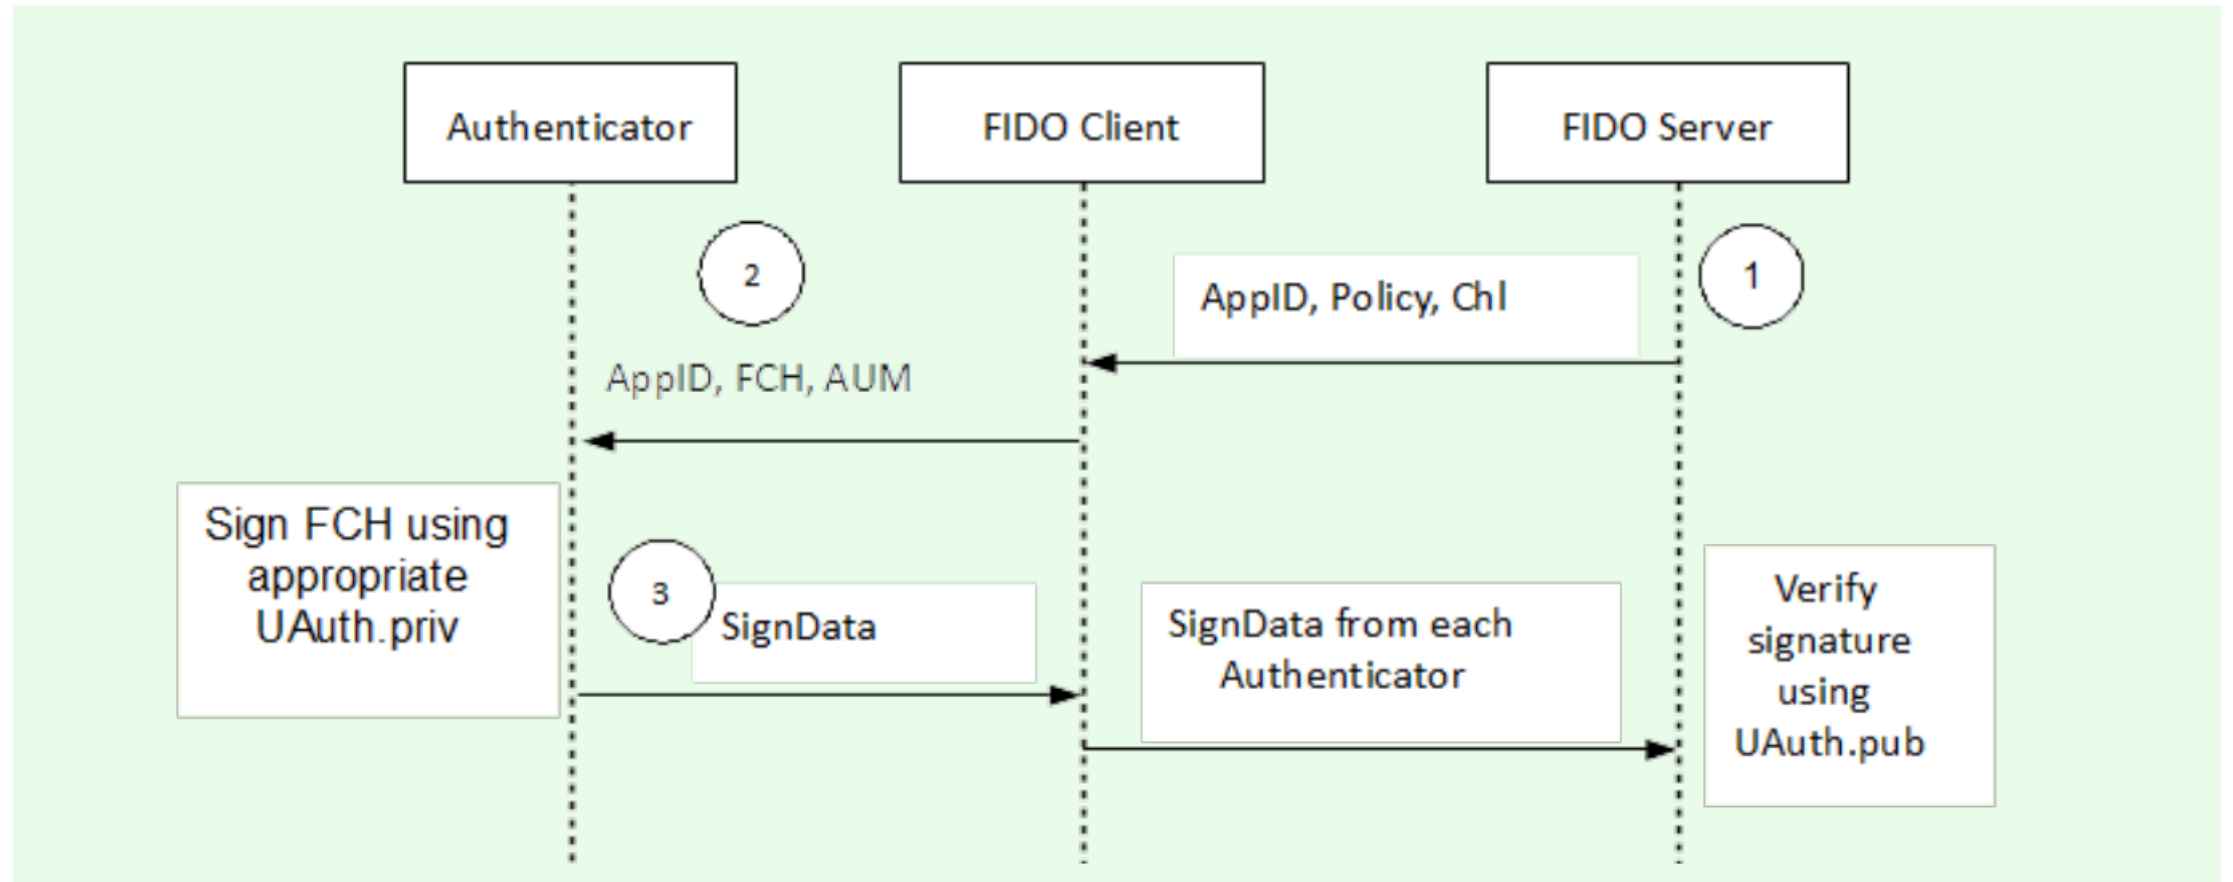 Authenticator
FIDO Client
FIDO Server
2
1
AppID, Policy, Chl
AppID, FCH, AUM
Sign FCH using
appropriate
UAuth.priv
3
SignData
SignData from each
Authenticator
Verify
signature
using
UAuth.pub